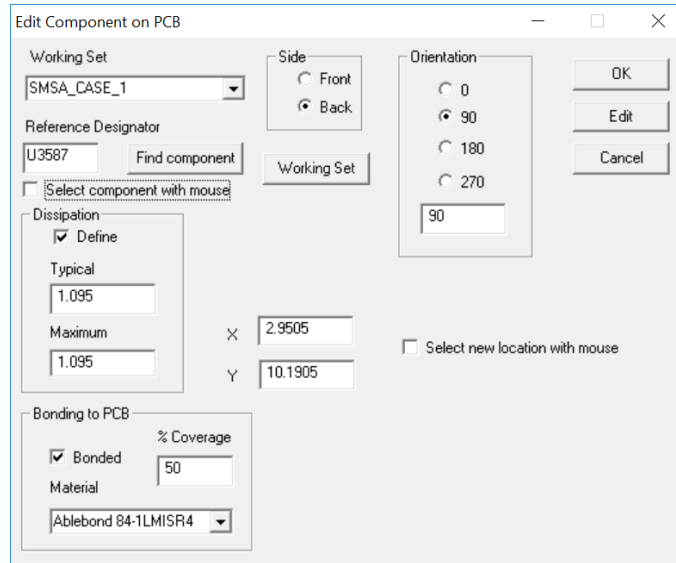 Edit Component on PCB
Working Set
SMSA_CASE_1
Reference Designator
U3587
Find component
Select component with mouse
Side
Front
Back
Working Set
Orientation
0
90
180
270
90
OK
Edit
Cancel
Dissipation
Define
Typical
1.095
Maximum
1.095
X
2.9505
Y
10.1905
Select new location with mouse
Bonding to PCB
% Coverage
Bonded
50
Material
Ablebond 84-1LMISR4